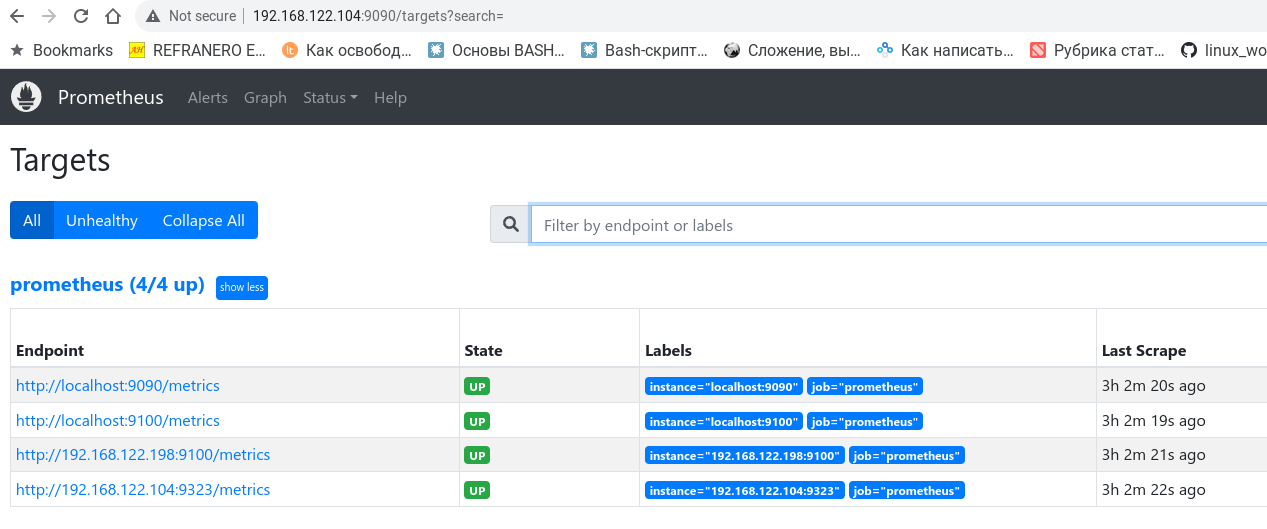 Not secure | 192.168.122.104:9090/targets?search=
Bookmarks REFRANERO E... Как освобод... Основы BASH... Bash-скрипт... Сложение, вы... Как написать... Рубрика стат... linux_wo
Prometheus Alerts Graph Status Help
Targets
All Unhealthy Collapse All Filter by endpoint or labels
prometheus (4/4 up) show less
Endpoint State Labels Last Scrape
http://localhost:9090/metrics UP instance="localhost:9090" job="prometheus" 3h 2m 20s ago
http://localhost:9100/metrics UP instance="localhost:9100" job="prometheus" 3h 2m 19s ago
http://192.168.122.198:9100/metrics UP instance="192.168.122.198:9100" job="prometheus" 3h 2m 21s ago
http://192.168.122.104:9323/metrics UP instance="192.168.122.104:9323" job="prometheus" 3h 2m 22s ago